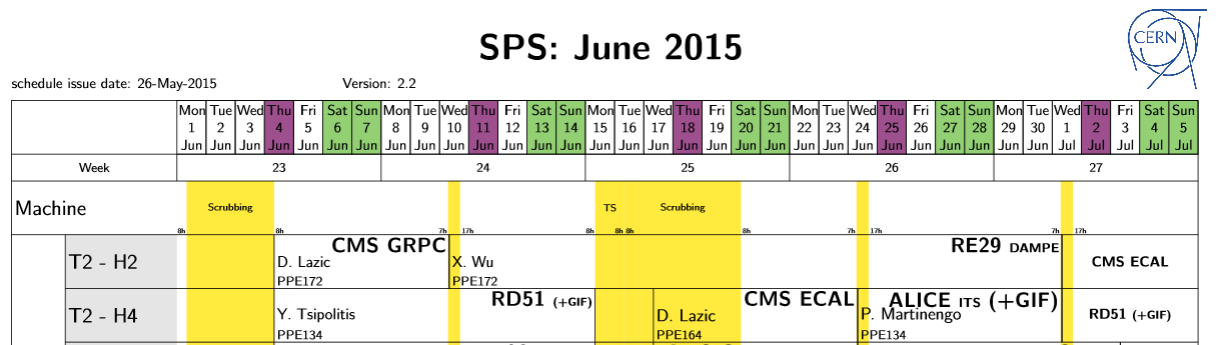 SPS: June 2015
CERN
schedule issue date: 26-May-2015 Version: 2.2
Mon Tue Wed Thu Fri Sat Sun Mon Tue Wed Thu Fri Sat Sun Mon Tue Wed Thu Fri Sat Sun Mon Tue Wed Thu Fri Sat Sun Mon Tue Wed Thu Fri Sat Sun
1 2 3 4 5 6 7 8 9 10 11 12 13 14 15 16 17 18 19 20 21 22 23 24 25 26 27 28 29 30 1 2 3 4 5
Jun Jun Jun Jun Jun Jun Jun Jun Jun Jun Jun Jun Jun Jun Jun Jun Jun Jun Jun Jun Jun Jun Jun Jun Jun Jun Jun Jun Jun Jun Jul Jul Jul Jul Jul
Week 23 24 25 26 27
Machine Scrubbing TS Scrubbing
8h 8h 7h 17h 8h 8h 8h 8h 7h 17h 7h 17h
CMS GRPC RE29 DAMPE
T2 - H2 D. Lazic X. Wu CMS ECAL
PPE172 PPE172
RD51 (+GIF) CMS ECAL ALICE ITS (+GIF)
T2 - H4 Y. Tsipolitis D. Lazic P. Martinengo RD51 (+GIF)
PPE134 PPE164 PPE134